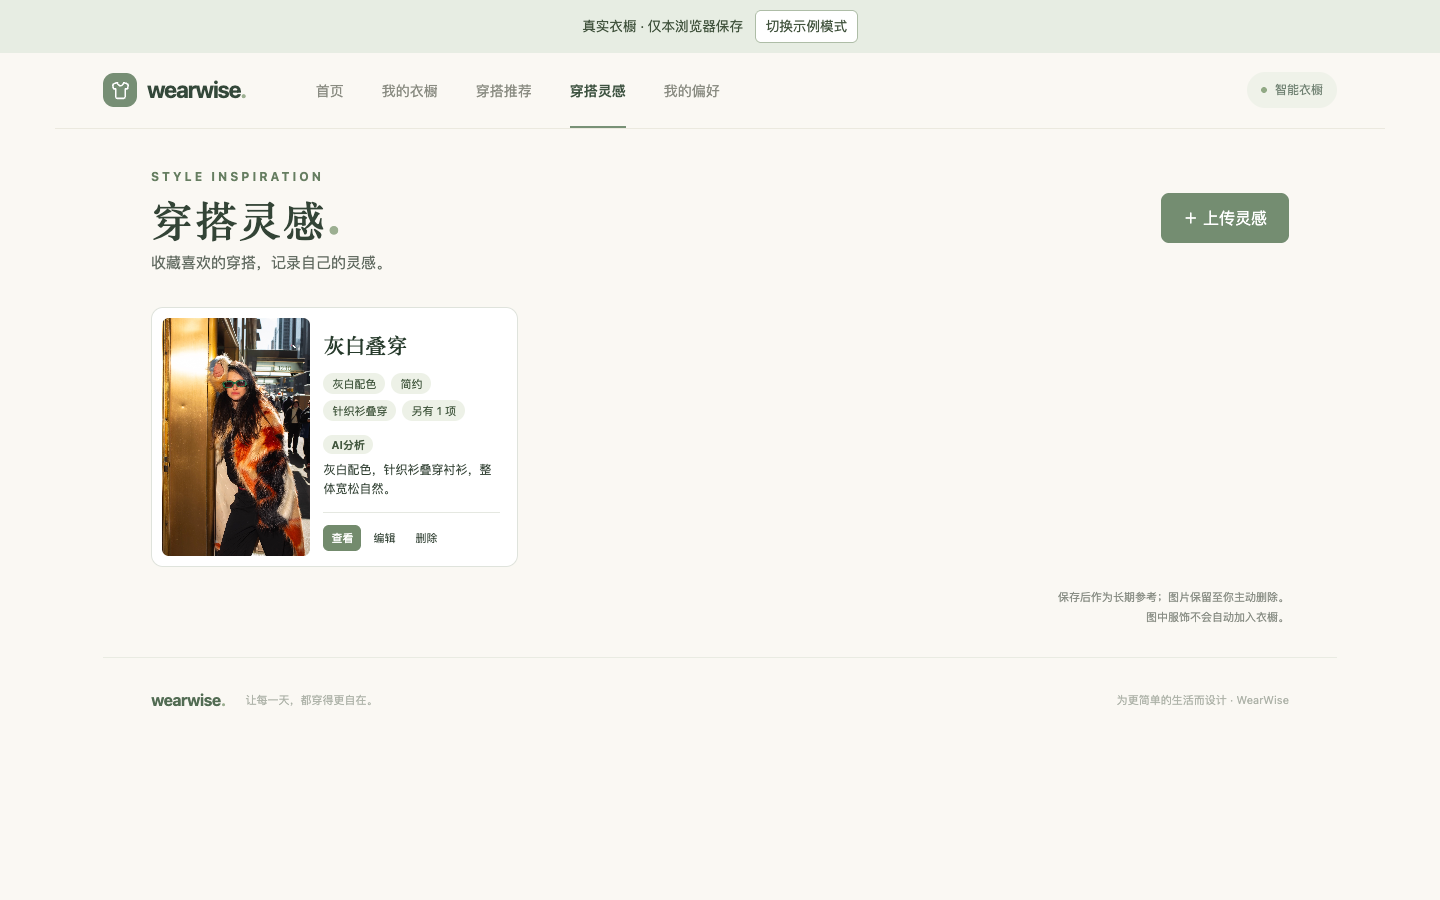 真实衣橱 · 仅本浏览器保存 切换示例模式
wearwise. 首页 我的衣橱 穿搭推荐 穿搭灵感 我的偏好 智能衣橱
STYLE INSPIRATION
穿搭灵感.
+ 上传灵感
收藏喜欢的穿搭，记录自己的灵感。
灰白叠穿
灰白配色 简约
针织衫叠穿 另有 1 项
AI分析
灰白配色，针织衫叠穿衬衫，整
体宽松自然。
查看 编辑 删除
保存后作为长期参考；图片保留至你主动删除。
图中服饰不会自动加入衣橱。
wearwise. 让每一天，都穿得更自在。 为更简单的生活而设计 · WearWise